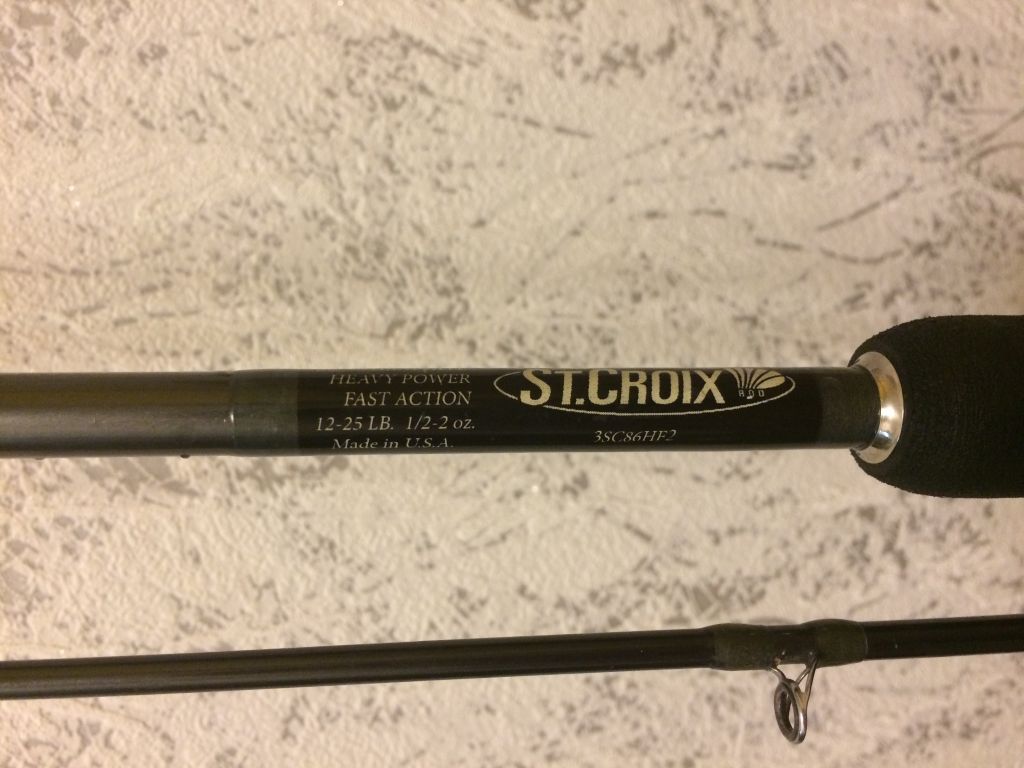 HEAVY POWER
FAST ACTION
12-25 LB. 1/2-2 oz.
Made in U.S.A.
ST.CROIX
ROD
3SC86HF2